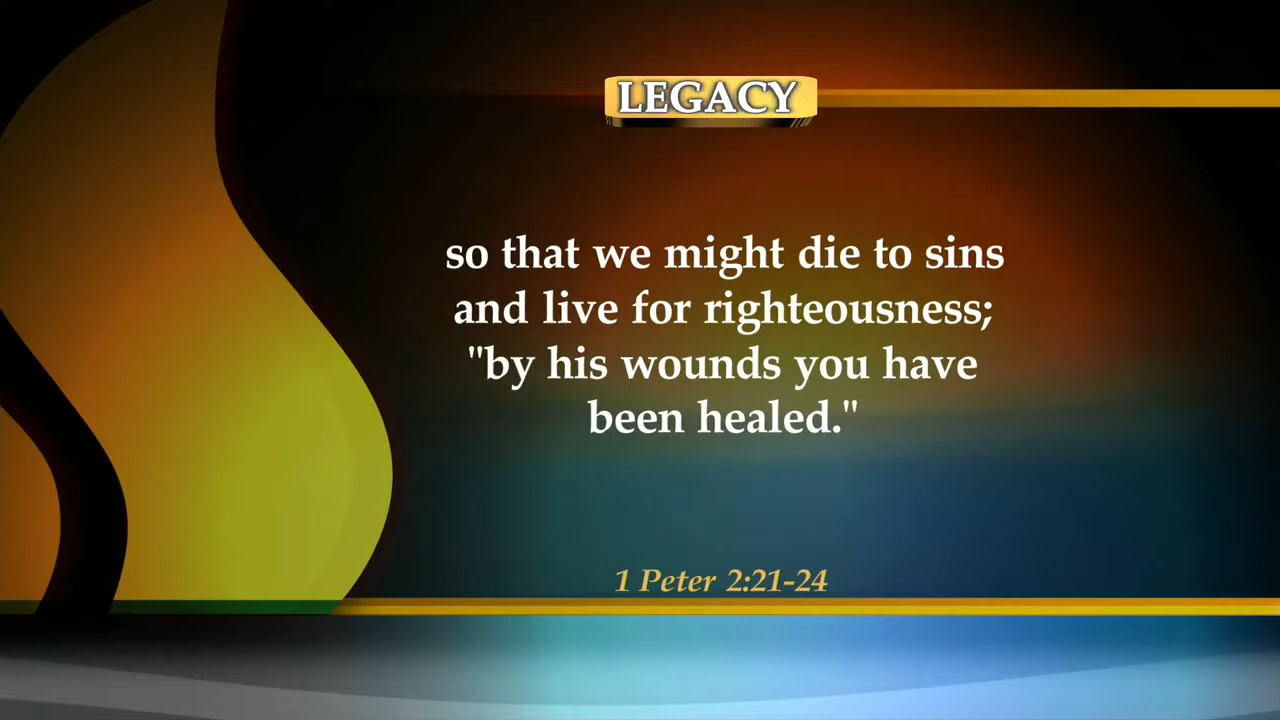 LEGACY
so that we might die to sins
and live for righteousness;
"by his wounds you have
been healed."
1 Peter 2:21-24